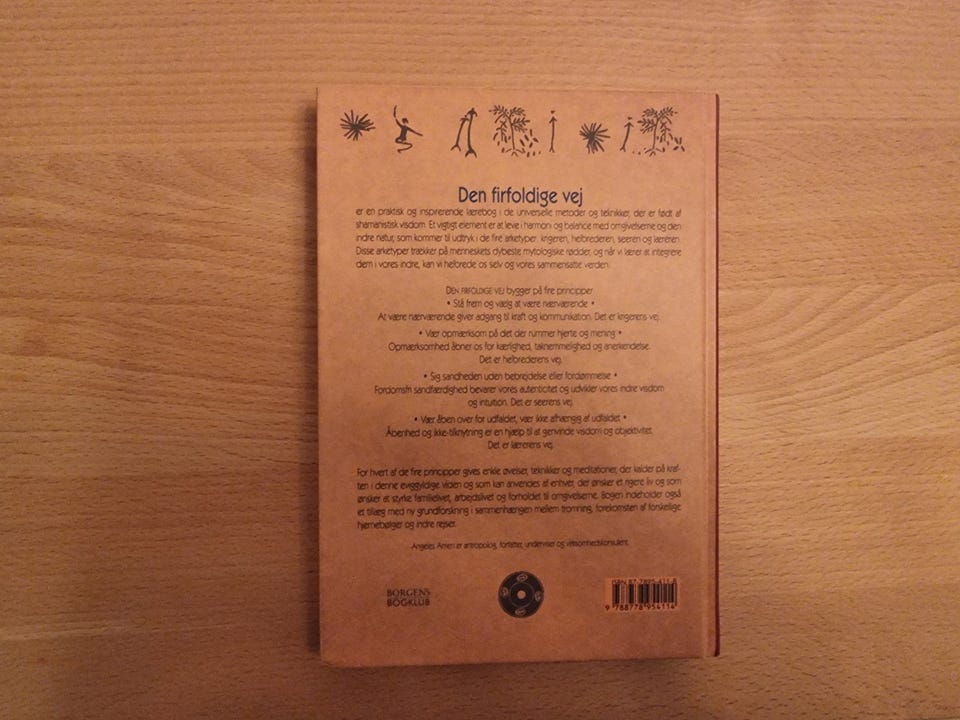 Den firfoldige vej
er en praktisk og inspirerende lærebog i de universelle metoder og teknikker, der er født af
shamanistisk visdom. Et vigtigt element er at leve i harmoni og balance med omgivelserne og den
indre natur, som kommer til udtryk i de fire arketyper: krigeren, helbrederen, seeren og læreren.
Disse arketyper trækker på menneskets dybeste mytologiske rødder, og når vi lærer at integrere
dem i vores indre, kan vi helbrede os selv og vores sammensatte verden.
DEN FIRFOLDIGE VEJ bygger på fire principper
• Stå frem og vælg at være nærværende •
At være nærværende giver adgang til kraft og kommunikation. Det er krigerens vej.
• Vær opmærksom på det der rummer hjerte og mening •
Opmærksomhed åbner os for kærlighed, taknemmelighed og anerkendelse.
Det er helbrederens vej.
• Sig sandheden uden bebrejdelse eller fordømmelse •
Fordomsfri sandfærdighed bevarer vores autenticitet og udvikler vores indre visdom
og intuition. Det er seerens vej.
• Vær åben over for udfaldet, vær ikke afhængig af udfaldet •
Åbenhed og ikke-tilknytning er en hjælp til at genvinde visdom og objektivitet.
Det er lærerens vej.
For hvert af de fire principper gives enkle øvelser, teknikker og meditationer, der kalder på kraf-
ten i denne eviggyldige viden og som kan anvendes af enhver, der ønsker et rigere liv og som
ønsker at styrke familielivet, arbejdslivet og forholdet til omgivelserne. Bogen indeholder også
et tillæg med ny grundforskning i sammenhængen mellem tromning, forekomsten af forskellige
hjernebølger og indre rejser.
Angeles Arrien er antropolog, forfatter, underviser og virksomhedskonsulent.
BORGENS
BOGKLUB
ISBN 87-7895-411-8
9 788778 954114